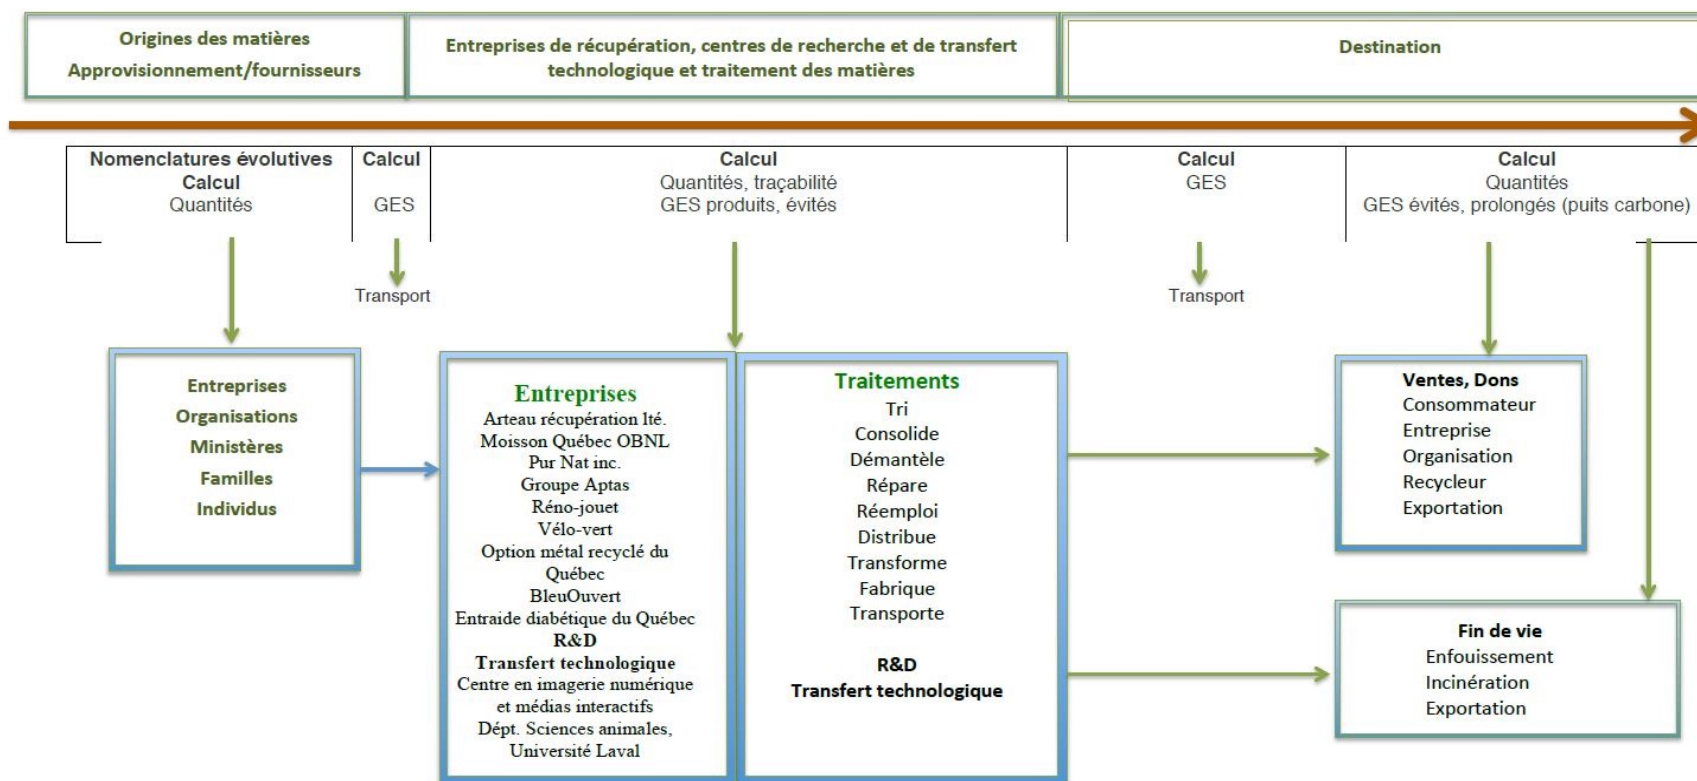 Origines des matières
Approvisionnement/fournisseurs
Entreprises de récupération, centres de recherche et de transfert
technologique et traitement des matières
Destination
Nomenclatures évolutives
Calcul
Quantités
Calcul
GES
Calcul
Quantités, traçabilité
GES produits, évités
Calcul
GES
Calcul
Quantités
GES évités, prolongés (puits carbone)
Transport
Transport
Entreprises
Organisations
Ministères
Familles
Individus
Entreprises
Arteau récupération lté.
Moisson Québec OBNL
Pur Nat inc.
Groupe Aptas
Réno-jouet
Vélo-vert
Option métal recyclé du
Québec
BleuOuvert
Entraide diabétique du Québec
R&D
Transfert technologique
Centre en imagerie numérique
et médias interactifs
Dépt. Sciences animales,
Université Laval
Traitements
Tri
Consolide
Démantèle
Répare
Réemploi
Distribue
Transforme
Fabrique
Transporte
R&D
Transfert technologique
Ventes, Dons
Consommateur
Entreprise
Organisation
Recycleur
Exportation
Fin de vie
Enfouissement
Incinération
Exportation